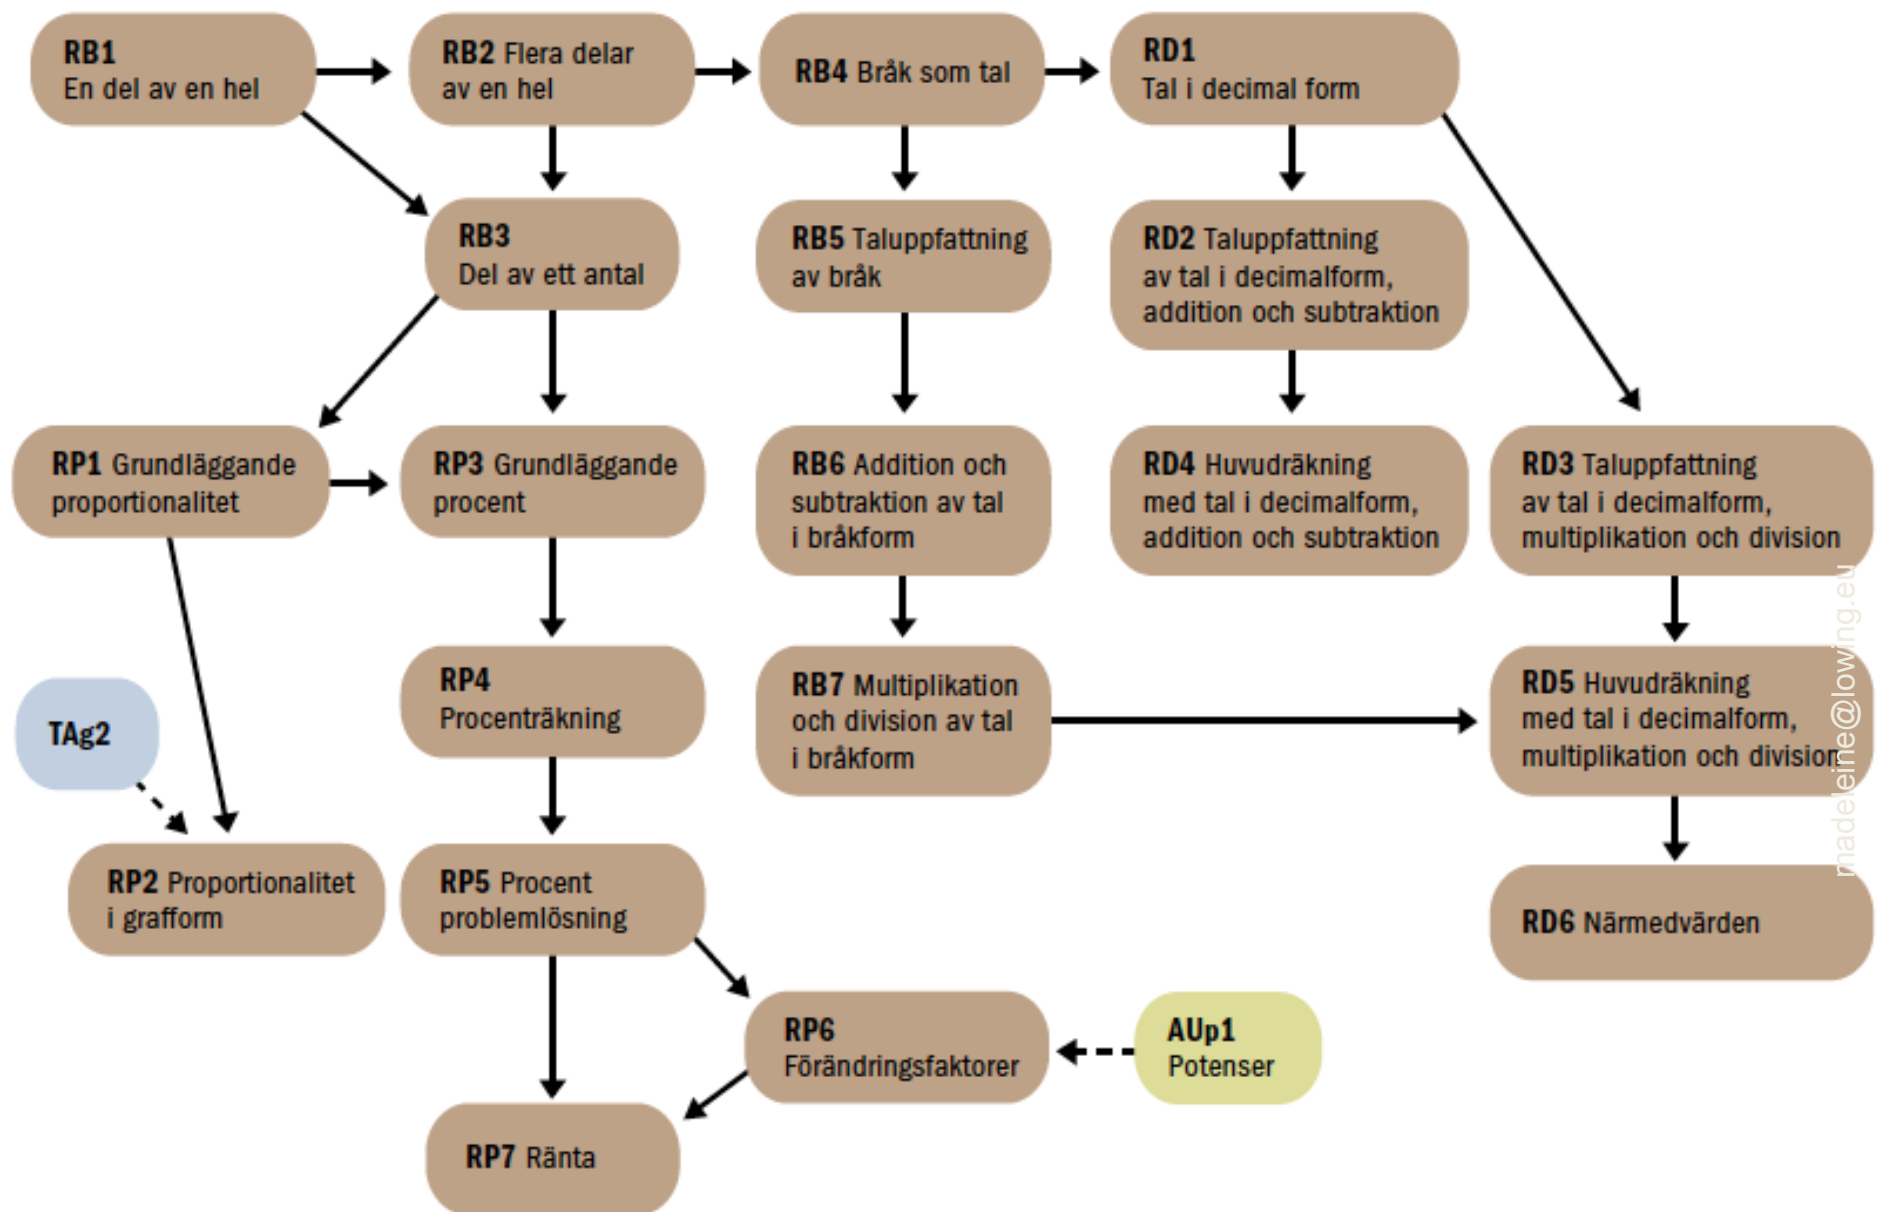 RB1
En del av en hel
RB2 Flera delar
av en hel
RB4 Bråk som tal
RD1
Tal i decimal form
RB3
Del av ett antal
RB5 Taluppfattning
av bråk
RD2 Taluppfattning
av tal i decimalform,
addition och subtraktion
RP1 Grundläggande
proportionalitet
RP3 Grundläggande
procent
RB6 Addition och
subtraktion av tal
i bråkform
RD4 Huvudräkning
med tal i decimalform,
addition och subtraktion
RD3 Taluppfattning
av tal i decimalform,
multiplikation och division
TAg2
RP4
Procenträkning
RB7 Multiplikation
och division av tal
i bråkform
RD5 Huvudräkning
med tal i decimalform,
multiplikation och division
madeleine@lowing.eu
RP2 Proportionalitet
i grafform
RP5 Procent
problemlösning
RD6 Närmedvärden
RP6
Förändringsfaktorer
AUp1
Potenser
RP7 Ränta